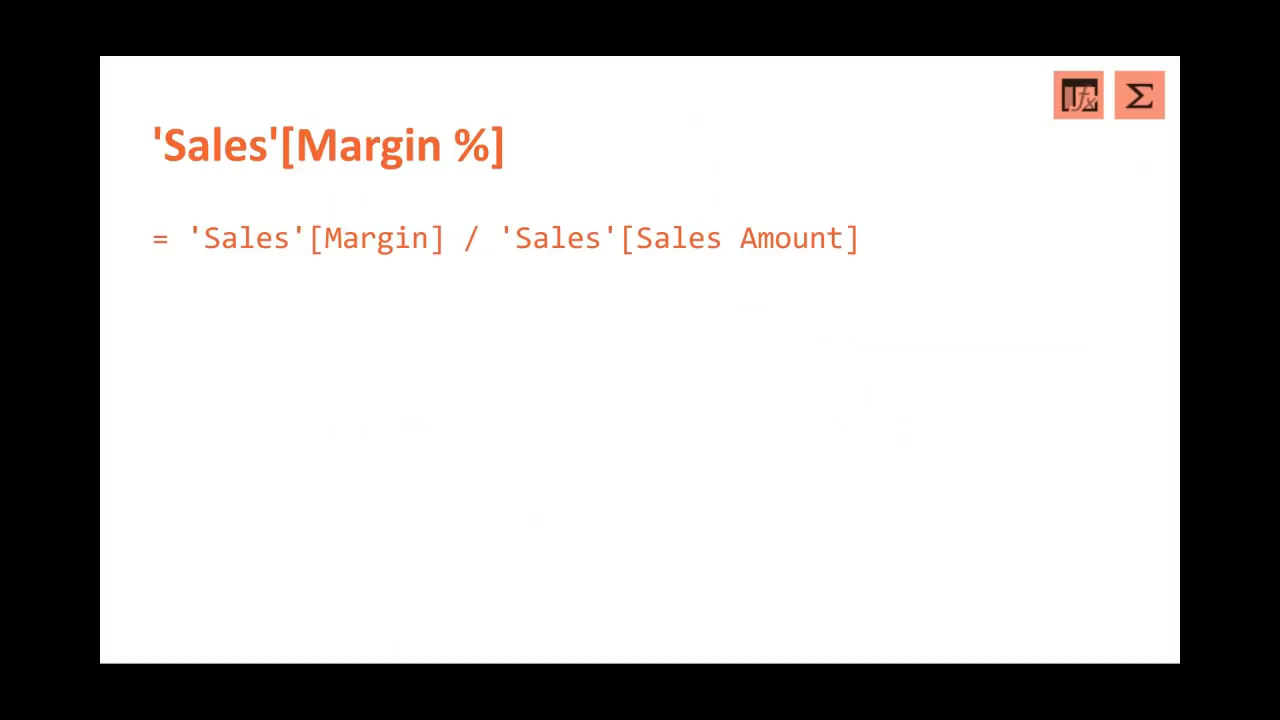 'Sales'[Margin %]
= 'Sales'[Margin] / 'Sales'[Sales Amount]
Σ